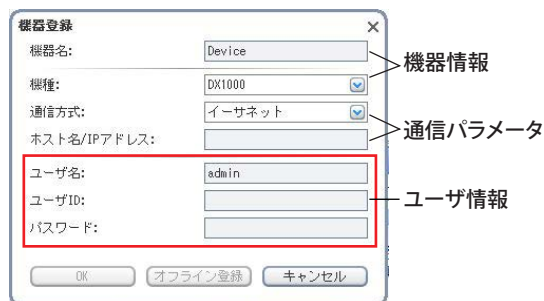 機器登録
機器名: Device
機種: DX1000
通信方式: イーサネット
ホスト名/IPアドレス:
ユーザ名: admin
ユーザID:
パスワード:
OK オフライン登録 キャンセル
機器情報
通信パラメータ
ユーザ情報